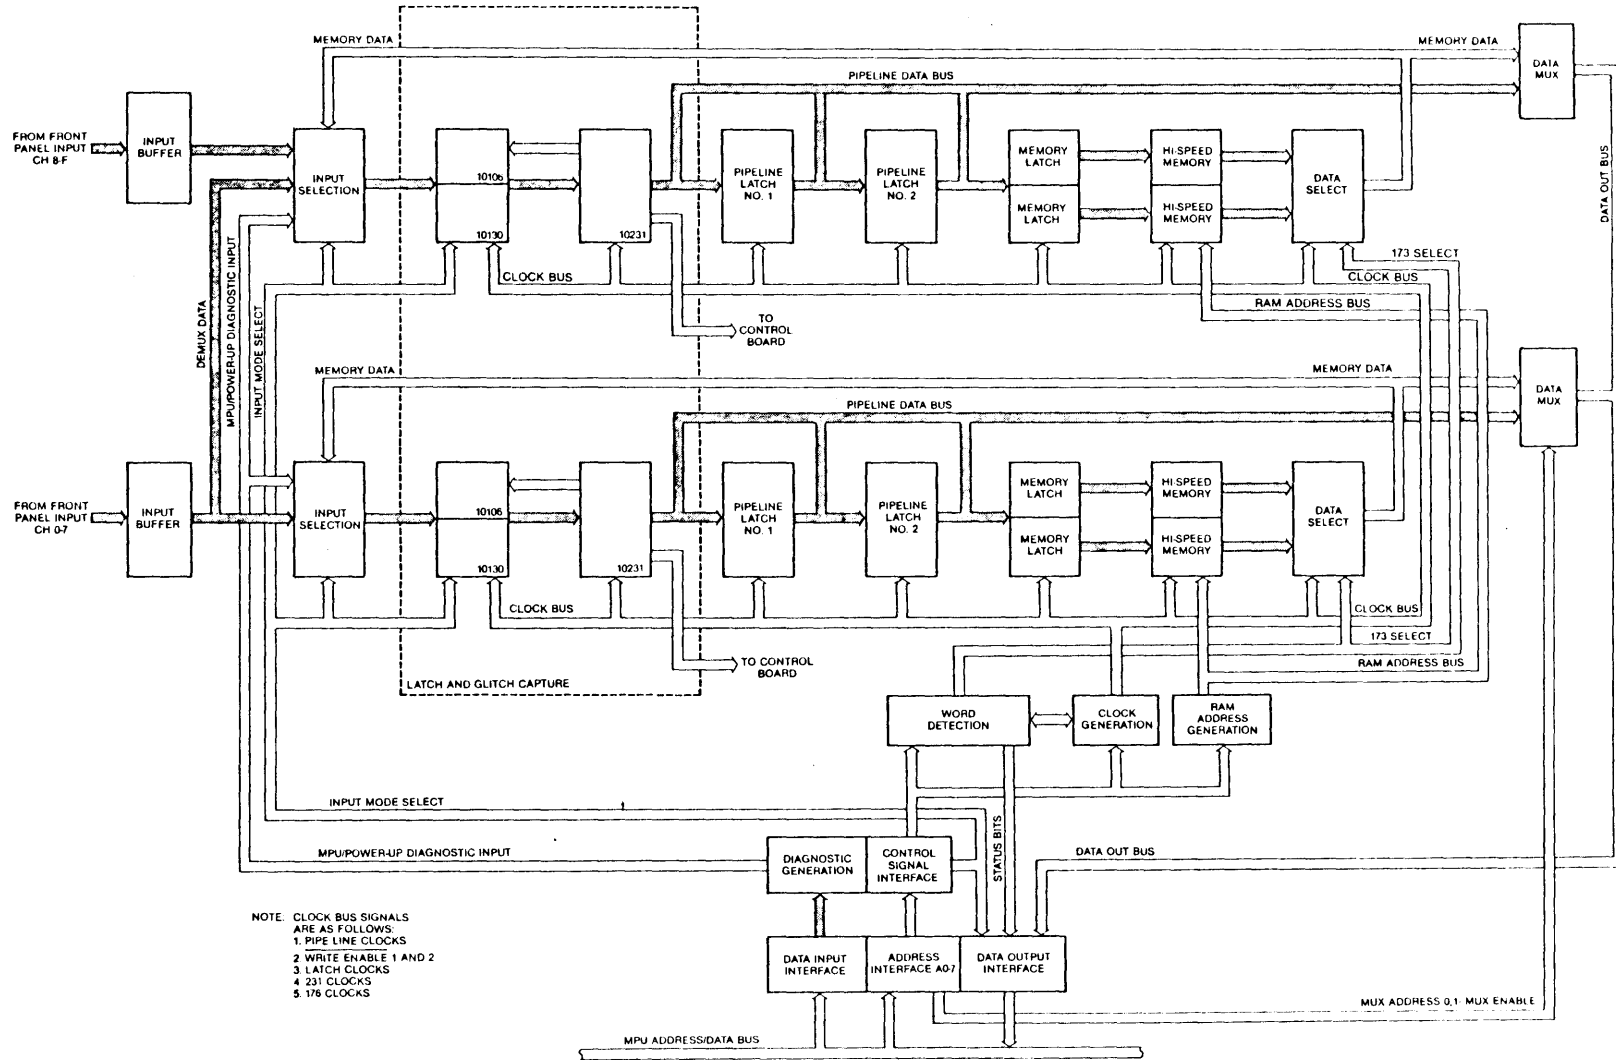 MEMORY DATA
MEMORY DATA
DATA
MUX
PIPELINE DATA BUS
FROM FRONT
PANEL INPUT
CH 8-F
INPUT
BUFFER
INPUT
SELECTION
10106
10130
10231
PIPELINE
LATCH
NO. 1
PIPELINE
LATCH
NO. 2
MEMORY
LATCH
MEMORY
LATCH
HI-SPEED
MEMORY
HI-SPEED
MEMORY
DATA
SELECT
DATA OUT BUS
173 SELECT
CLOCK BUS
CLOCK BUS
RAM ADDRESS BUS
TO
CONTROL
BOARD
DEMUX DATA
MPU/POWER-UP DIAGNOSTIC INPUT
INPUT MODE SELECT
MEMORY DATA
MEMORY DATA
DATA
MUX
PIPELINE DATA BUS
FROM FRONT
PANEL INPUT
CH 0-7
INPUT
BUFFER
INPUT
SELECTION
10106
10130
10231
PIPELINE
LATCH
NO. 1
PIPELINE
LATCH
NO. 2
MEMORY
LATCH
MEMORY
LATCH
HI-SPEED
MEMORY
HI-SPEED
MEMORY
DATA
SELECT
CLOCK BUS
CLOCK BUS
173 SELECT
RAM ADDRESS BUS
TO CONTROL
BOARD
LATCH AND GLITCH CAPTURE
WORD
DETECTION
CLOCK
GENERATION
RAM
ADDRESS
GENERATION
INPUT MODE SELECT
STATUS BITS
MPU/POWER-UP DIAGNOSTIC INPUT
DIAGNOSTIC
GENERATION
CONTROL
SIGNAL
INTERFACE
DATA OUT BUS
NOTE: CLOCK BUS SIGNALS
ARE AS FOLLOWS:
1. PIPE LINE CLOCKS
2. WRITE ENABLE 1 AND 2
3. LATCH CLOCKS
4 231 CLOCKS
5. 176 CLOCKS
DATA INPUT
INTERFACE
ADDRESS
INTERFACE A0-7
DATA OUTPUT
INTERFACE
MUX ADDRESS 0,1- MUX ENABLE
MPU ADDRESS/DATA BUS